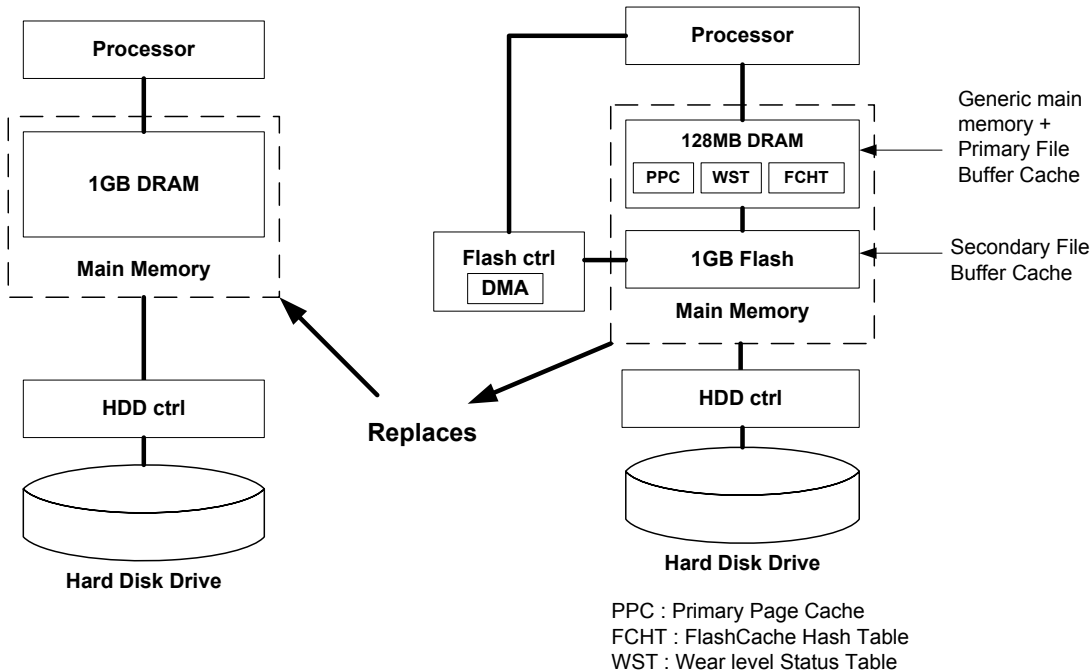 Processor
1GB DRAM
Main Memory
HDD ctrl
Hard Disk Drive
Replaces
Processor
128MB DRAM
PPC
WST
FCHT
Flash ctrl
DMA
1GB Flash
Main Memory
HDD ctrl
Hard Disk Drive
Generic main
memory +
Primary File
Buffer Cache
Secondary File
Buffer Cache
PPC : Primary Page Cache
FCHT : FlashCache Hash Table
WST : Wear level Status Table